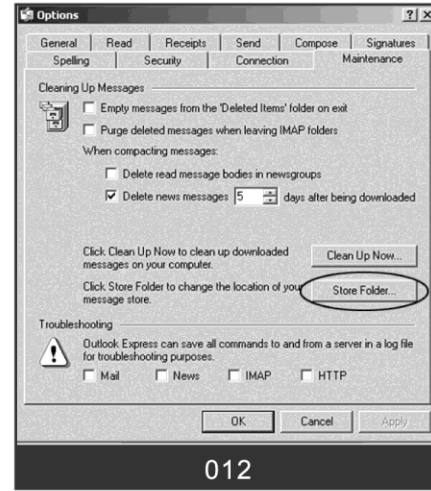 Options
General Read Receipts Send Compose Signatures
Spelling Security Connection Maintenance
Cleaning Up Messages
Empty messages from the 'Deleted Items' folder on exit
Purge deleted messages when leaving IMAP folders
When compacting messages:
Delete read message bodies in newsgroups
Delete news messages 5 days after being downloaded
Click Clean Up Now to clean up downloaded
messages on your computer.
Clean Up Now...
Click Store Folder to change the location of your
message store.
Store Folder...
Troubleshooting
Outlook Express can save all commands to and from a server in a log file
for troubleshooting purposes.
Mail News IMAP HTTP
OK Cancel Apply
012